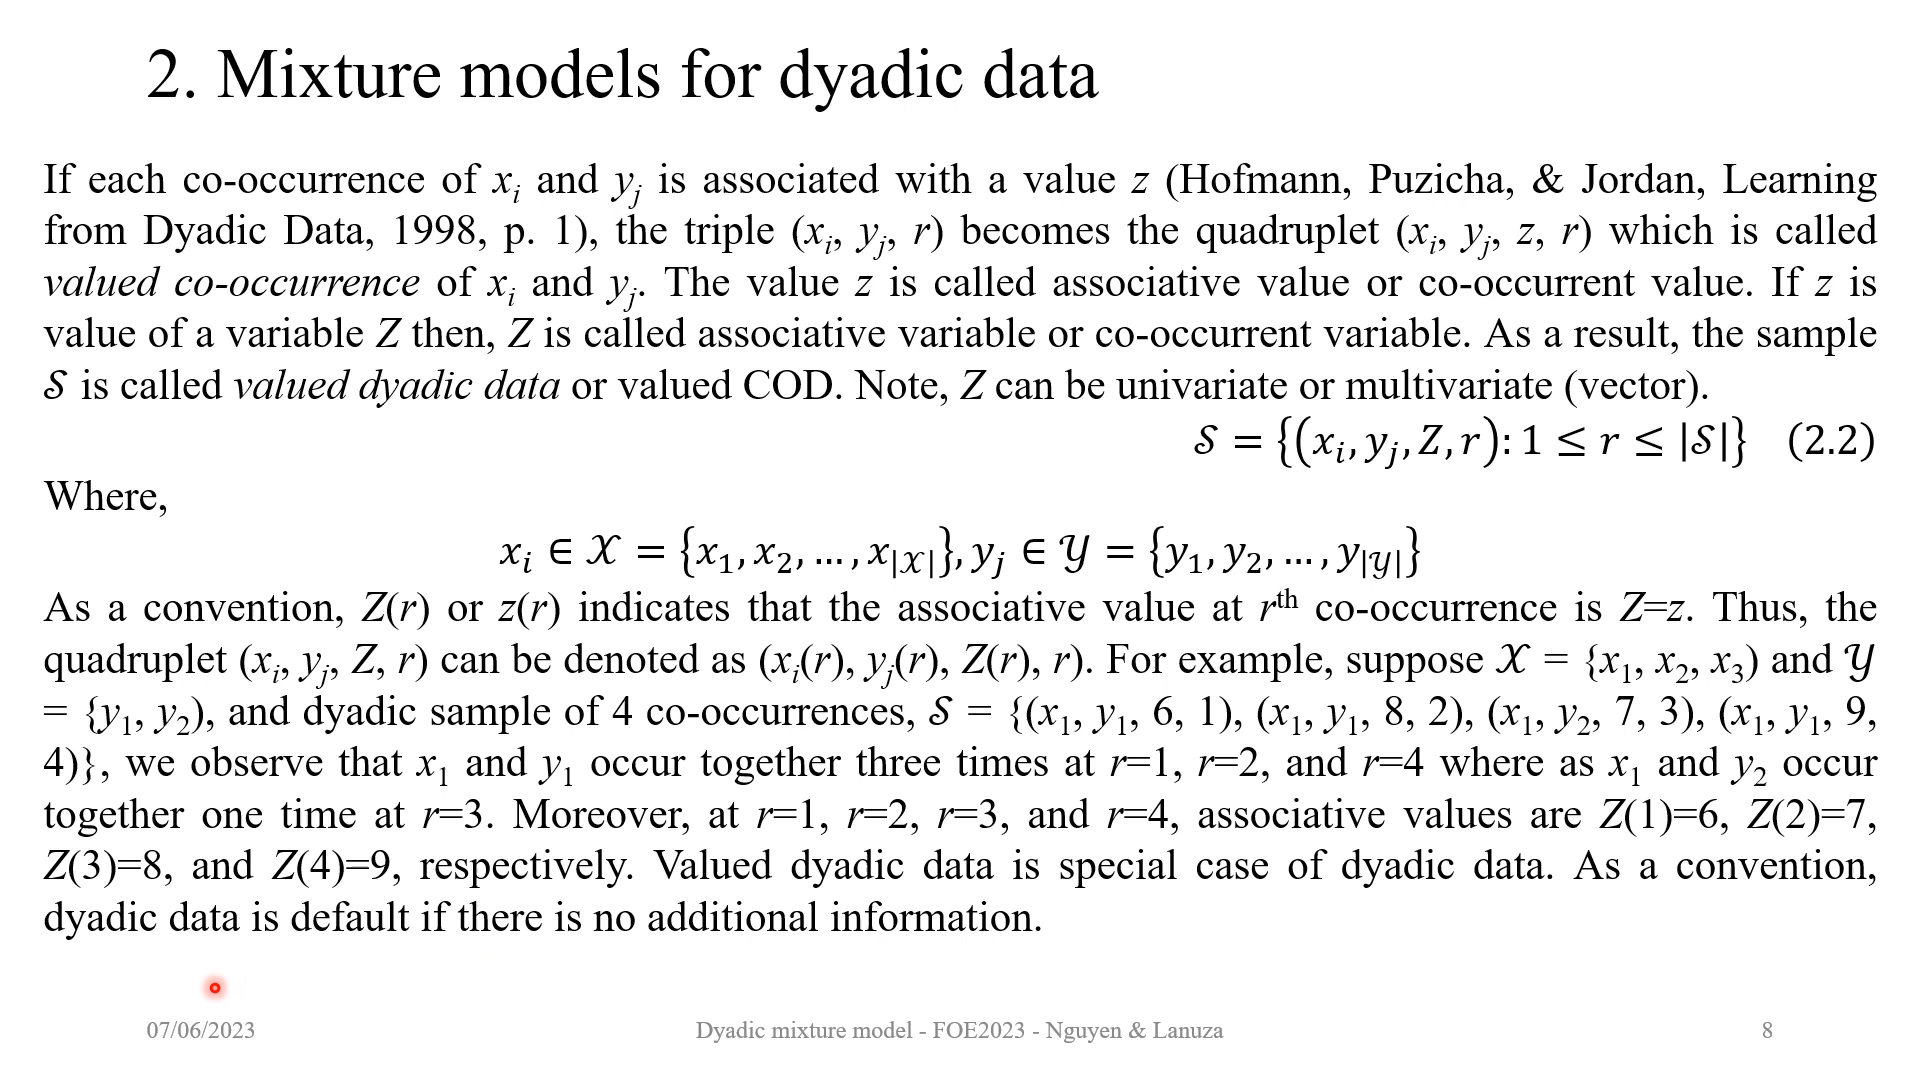 2. Mixture models for dyadic data
If each co-occurrence of xᵢ and yⱼ is associated with a value z (Hofmann, Puzicha, & Jordan, Learning
from Dyadic Data, 1998, p. 1), the triple (xᵢ, yⱼ, r) becomes the quadruplet (xᵢ, yⱼ, z, r) which is called
valued co-occurrence of xᵢ and yⱼ. The value z is called associative value or co-occurrent value. If z is
value of a variable Z then, Z is called associative variable or co-occurrent variable. As a result, the sample
𝒮 is called valued dyadic data or valued COD. Note, Z can be univariate or multivariate (vector).
𝒮 = {(xᵢ, yⱼ, Z, r): 1 ≤ r ≤ |𝒮|} (2.2)
Where,
xᵢ ∈ 𝒳 = {x₁, x₂, … , x_|𝒳|}, yⱼ ∈ 𝒴 = {y₁, y₂, … , y_|𝒴|}
As a convention, Z(r) or z(r) indicates that the associative value at rᵗʰ co-occurrence is Z=z. Thus, the
quadruplet (xᵢ, yⱼ, Z, r) can be denoted as (xᵢ(r), yⱼ(r), Z(r), r). For example, suppose 𝒳 = {x₁, x₂, x₃) and 𝒴
= {y₁, y₂), and dyadic sample of 4 co-occurrences, 𝒮 = {(x₁, y₁, 6, 1), (x₁, y₁, 8, 2), (x₁, y₂, 7, 3), (x₁, y₁, 9,
4)}, we observe that x₁ and y₁ occur together three times at r=1, r=2, and r=4 where as x₁ and y₂ occur
together one time at r=3. Moreover, at r=1, r=2, r=3, and r=4, associative values are Z(1)=6, Z(2)=7,
Z(3)=8, and Z(4)=9, respectively. Valued dyadic data is special case of dyadic data. As a convention,
dyadic data is default if there is no additional information.
07/06/2023 Dyadic mixture model - FOE2023 - Nguyen & Lanuza 8